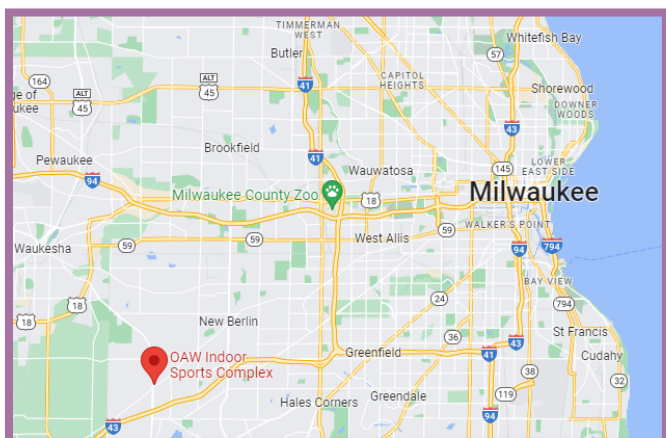 TIMMERMAN
WEST
Whitefish Bay
Butler
57
CAPITOL
HEIGHTS
164
ALT
45
41
ALT
45
Shorewood
DOWNER
WOODS
ge of
ukee
43
Brookfield
41
Pewaukee
94
Wauwatosa
145
LOWER
EAST SIDE
Milwaukee County Zoo
18
Milwaukee
WALKER'S POINT
59
59
59
West Allis
94
794
Waukesha
BAY VIEW
18
18
24
794
New Berlin
36
St Francis
OAW Indoor
Sports Complex
Greenfield
41
43
Cudahy
38
32
Hales Corners
Greendale
119
43
94